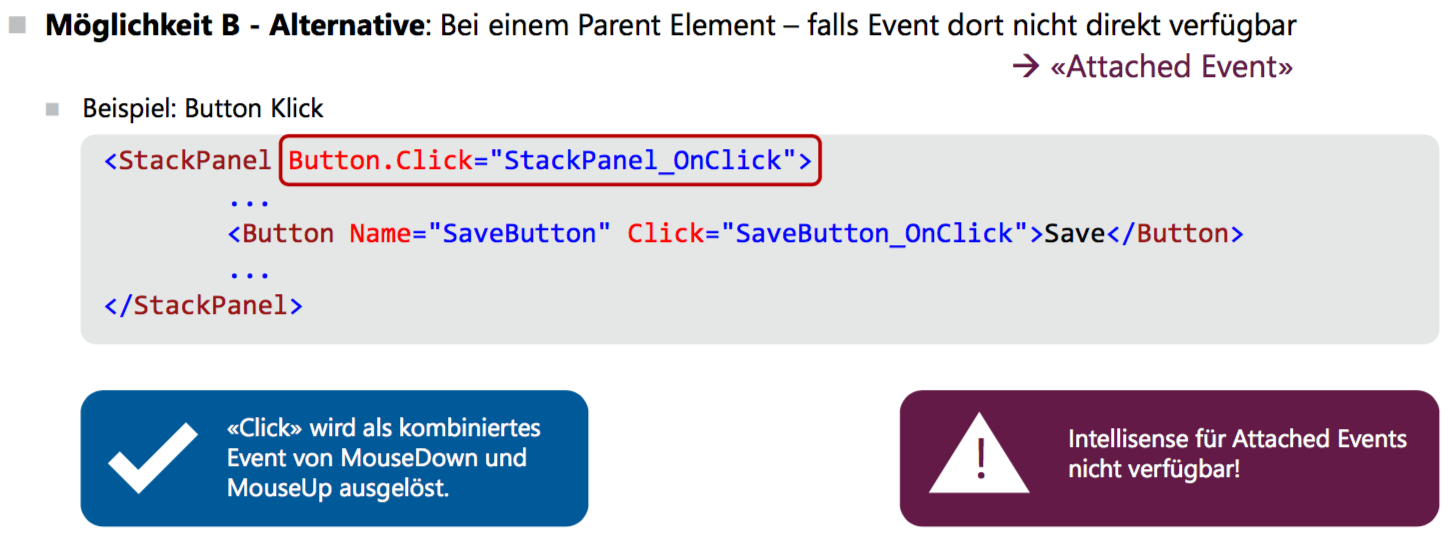 Möglichkeit B - Alternative: Bei einem Parent Element – falls Event dort nicht direkt verfügbar
→ «Attached Event»
Beispiel: Button Klick
<StackPanel Button.Click="StackPanel_OnClick">
...
<Button Name="SaveButton" Click="SaveButton_OnClick">Save</Button>
...
</StackPanel>
«Click» wird als kombiniertes
Event von MouseDown und
MouseUp ausgelöst.
!
Intellisense für Attached Events
nicht verfügbar!